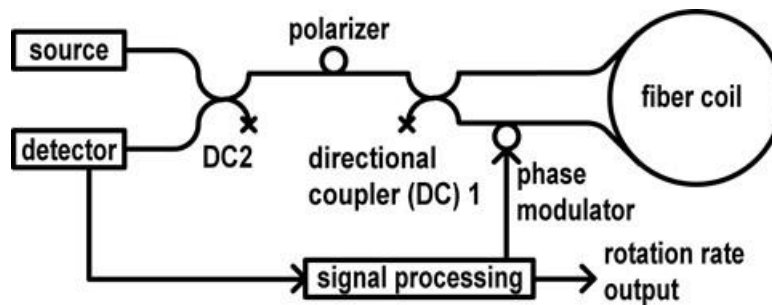 source
polarizer
fiber coil
detector
DC2
directional
coupler (DC) 1
phase
modulator
signal processing
rotation rate
output